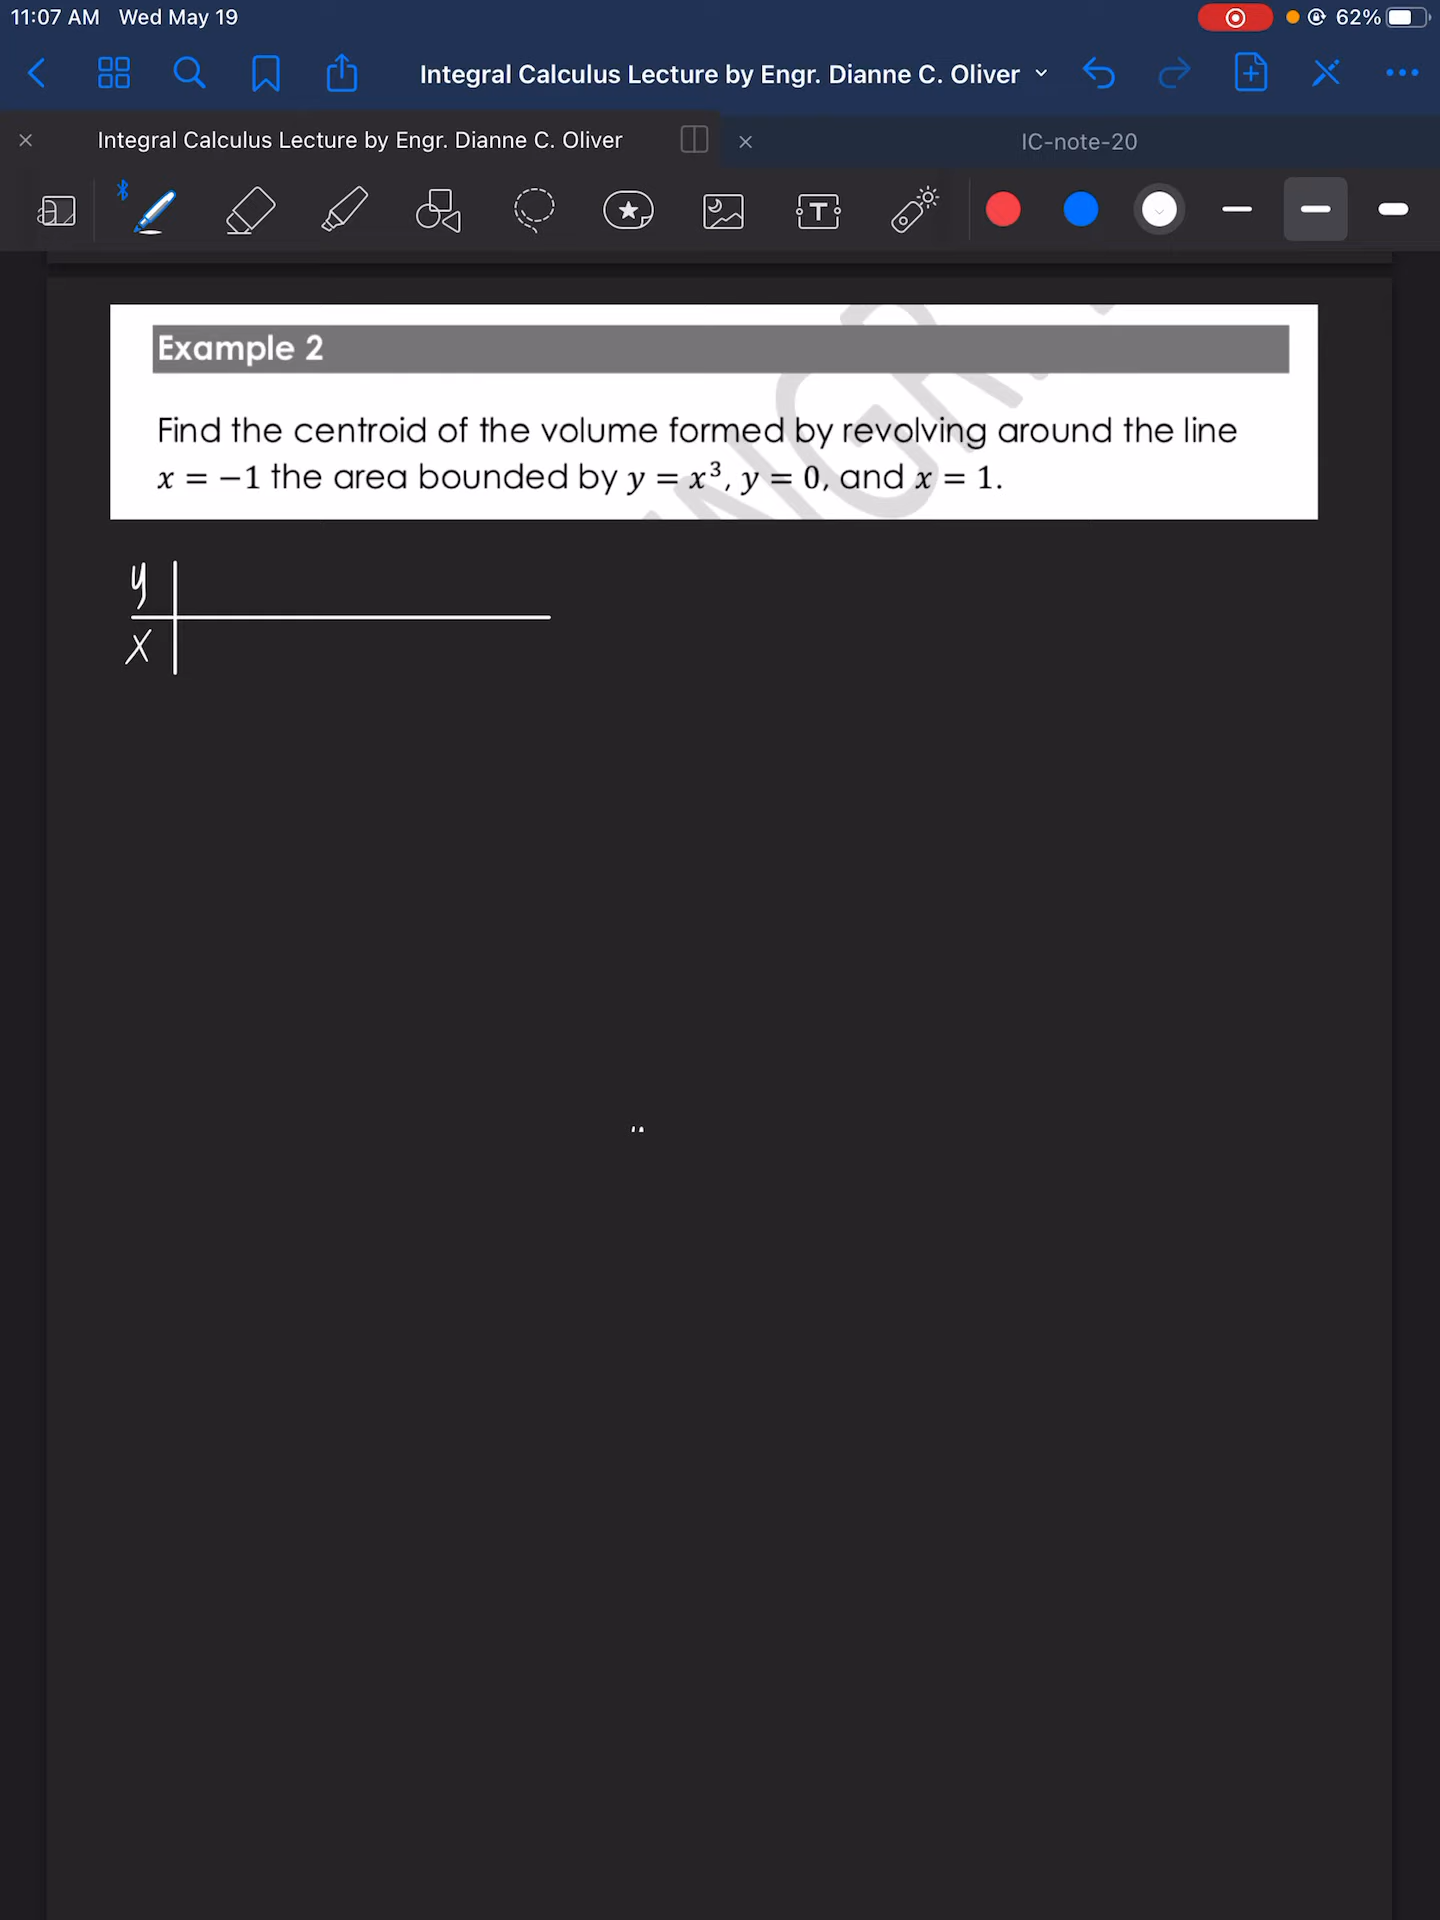 11:07 AM Wed May 19
62%
Integral Calculus Lecture by Engr. Dianne C. Oliver
Integral Calculus Lecture by Engr. Dianne C. Oliver
IC-note-20
Example 2
Find the centroid of the volume formed by revolving around the line
x = −1 the area bounded by y = x³, y = 0, and x = 1.
y
x